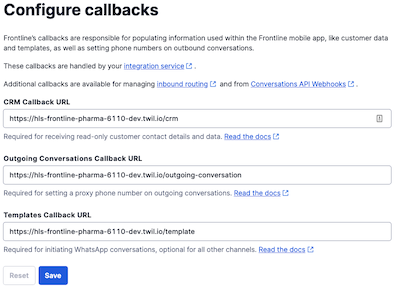 Configure callbacks
Frontline's callbacks are responsible for populating information used within the Frontline mobile app, like customer data
and templates, as well as setting phone numbers on outbound conversations.
These callbacks are handled by your integration service .
Additional callbacks are available for managing inbound routing and from Conversations API Webhooks .
CRM Callback URL
https://hls-frontline-pharma-6110-dev.twil.io/crm
Required for receiving read-only customer contact details and data. Read the docs
Outgoing Conversations Callback URL
https://hls-frontline-pharma-6110-dev.twil.io/outgoing-conversation
Required for setting a proxy phone number on outgoing conversations. Read the docs
Templates Callback URL
https://hls-frontline-pharma-6110-dev.twil.io/template
Required for initiating WhatsApp conversations, optional for all other channels. Read the docs
Reset Save